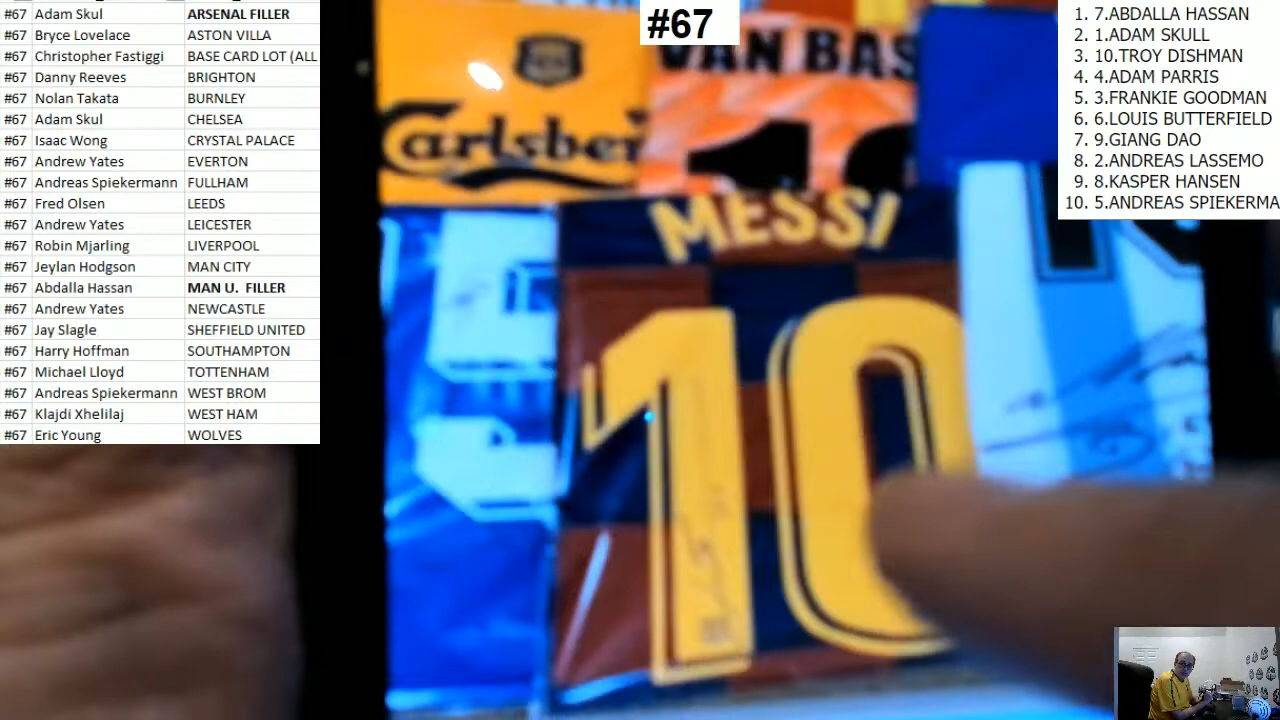 #67 Adam Skul ARSENAL FILLER
#67 Bryce Lovelace ASTON VILLA
#67 Christopher Fastiggi BASE CARD LOT (ALL
#67 Danny Reeves BRIGHTON
#67 Nolan Takata BURNLEY
#67 Adam Skul CHELSEA
#67 Isaac Wong CRYSTAL PALACE
#67 Andrew Yates EVERTON
#67 Andreas Spiekermann FULLHAM
#67 Fred Olsen LEEDS
#67 Andrew Yates LEICESTER
#67 Robin Mjarling LIVERPOOL
#67 Jeylan Hodgson MAN CITY
#67 Abdalla Hassan MAN U. FILLER
#67 Andrew Yates NEWCASTLE
#67 Jay Slagle SHEFFIELD UNITED
#67 Harry Hoffman SOUTHAMPTON
#67 Michael Lloyd TOTTENHAM
#67 Andreas Spiekermann WEST BROM
#67 Klajdi Xhelilaj WEST HAM
#67 Eric Young WOLVES
#67
VAN BAS
Carlsber
MESSI
10
1. 7.ABDALLA HASSAN
2. 1.ADAM SKULL
3. 10.TROY DISHMAN
4. 4.ADAM PARRIS
5. 3.FRANKIE GOODMAN
6. 6.LOUIS BUTTERFIELD
7. 9.GIANG DAO
8. 2.ANDREAS LASSEMO
9. 8.KASPER HANSEN
10. 5.ANDREAS SPIEKERMA